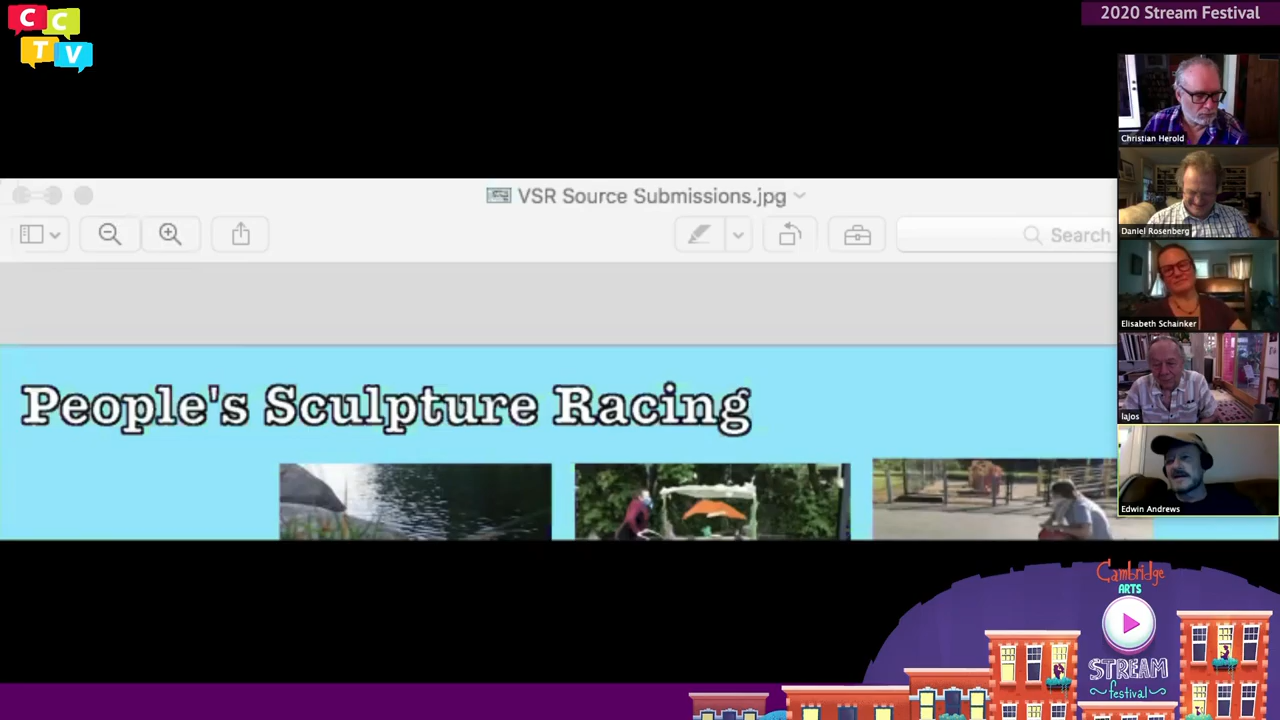 CCTV
2020 Stream Festival
Christian Herold
VSR Source Submissions.jpg
Search
Daniel Rosenberg
Elisabeth Schainker
People's Sculpture Racing
lajos
Edwin Andrews
Cambridge
ARTS
STREAM
festival